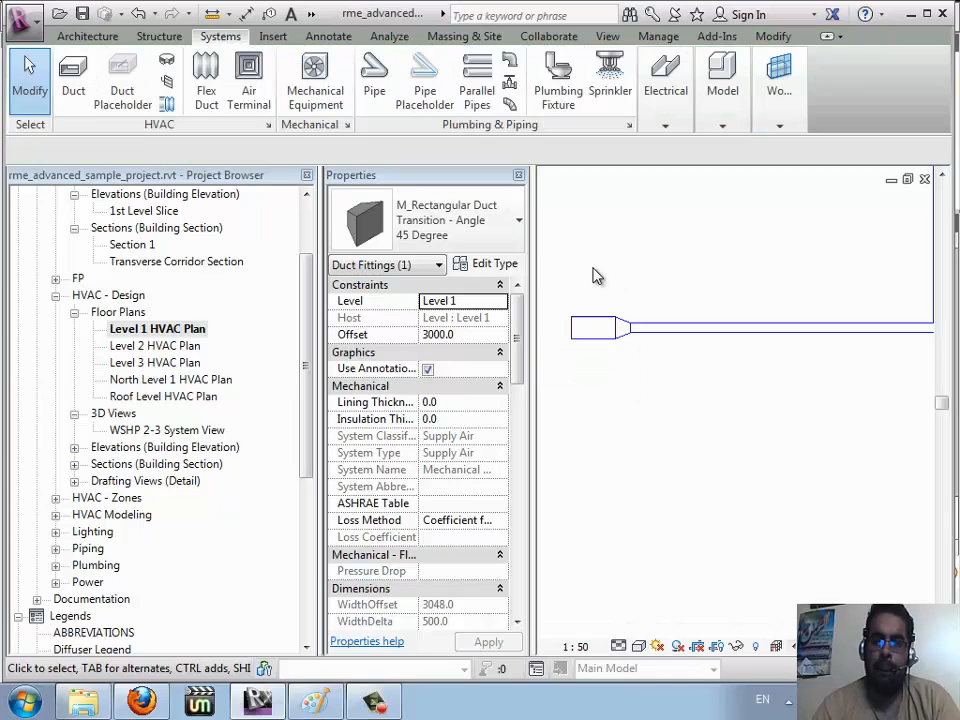 rme_advanced...
Type a keyword or phrase
Sign In
Architecture Structure Systems Insert Annotate Analyze Massing & Site Collaborate View Manage Add-Ins Modify
Modify
Duct
Duct Placeholder
Flex Duct
Air Terminal
Mechanical Equipment
Pipe
Pipe Placeholder
Parallel Pipes
Plumbing Fixture
Sprinkler
Electrical
Model
Wo...
Select HVAC Mechanical Plumbing & Piping
rme_advanced_sample_project.rvt - Project Browser
Elevations (Building Elevation)
1st Level Slice
Sections (Building Section)
Section 1
Transverse Corridor Section
FP
HVAC - Design
Floor Plans
Level 1 HVAC Plan
Level 2 HVAC Plan
Level 3 HVAC Plan
North Level 1 HVAC Plan
Roof Level HVAC Plan
3D Views
WSHP 2-3 System View
Elevations (Building Elevation)
Sections (Building Section)
Drafting Views (Detail)
HVAC - Zones
HVAC Modeling
Lighting
Piping
Plumbing
Power
Documentation
Legends
ABBREVIATIONS
Diffuser Legend
Properties
M_Rectangular Duct
Transition - Angle
45 Degree
Duct Fittings (1) Edit Type
Constraints
Level Level 1
Host Level : Level 1
Offset 3000.0
Graphics
Use Annotatio...
Mechanical
Lining Thickn... 0.0
Insulation Thi... 0.0
System Classif... Supply Air
System Type Supply Air
System Name Mechanical ...
System Abbre...
ASHRAE Table
Loss Method Coefficient f...
Loss Coefficient
Mechanical - Fl...
Pressure Drop
Dimensions
WidthOffset 3048.0
WidthDelta 500.0
Properties help Apply
1 : 50
Click to select, TAB for alternates, CTRL adds, SHI
:0
Main Model
EN